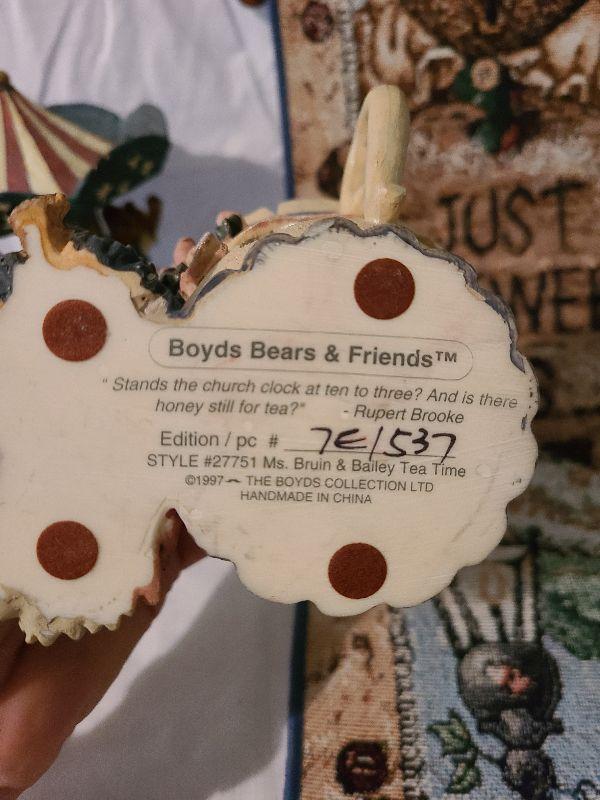 Boyds Bears & Friends™
"Stands the church clock at ten to three? And is there
honey still for tea?" - Rupert Brooke
Edition / pc # 7E/537
STYLE #27751 Ms. Bruin & Bailey Tea Time
©1997 THE BOYDS COLLECTION LTD
HANDMADE IN CHINA
JUST